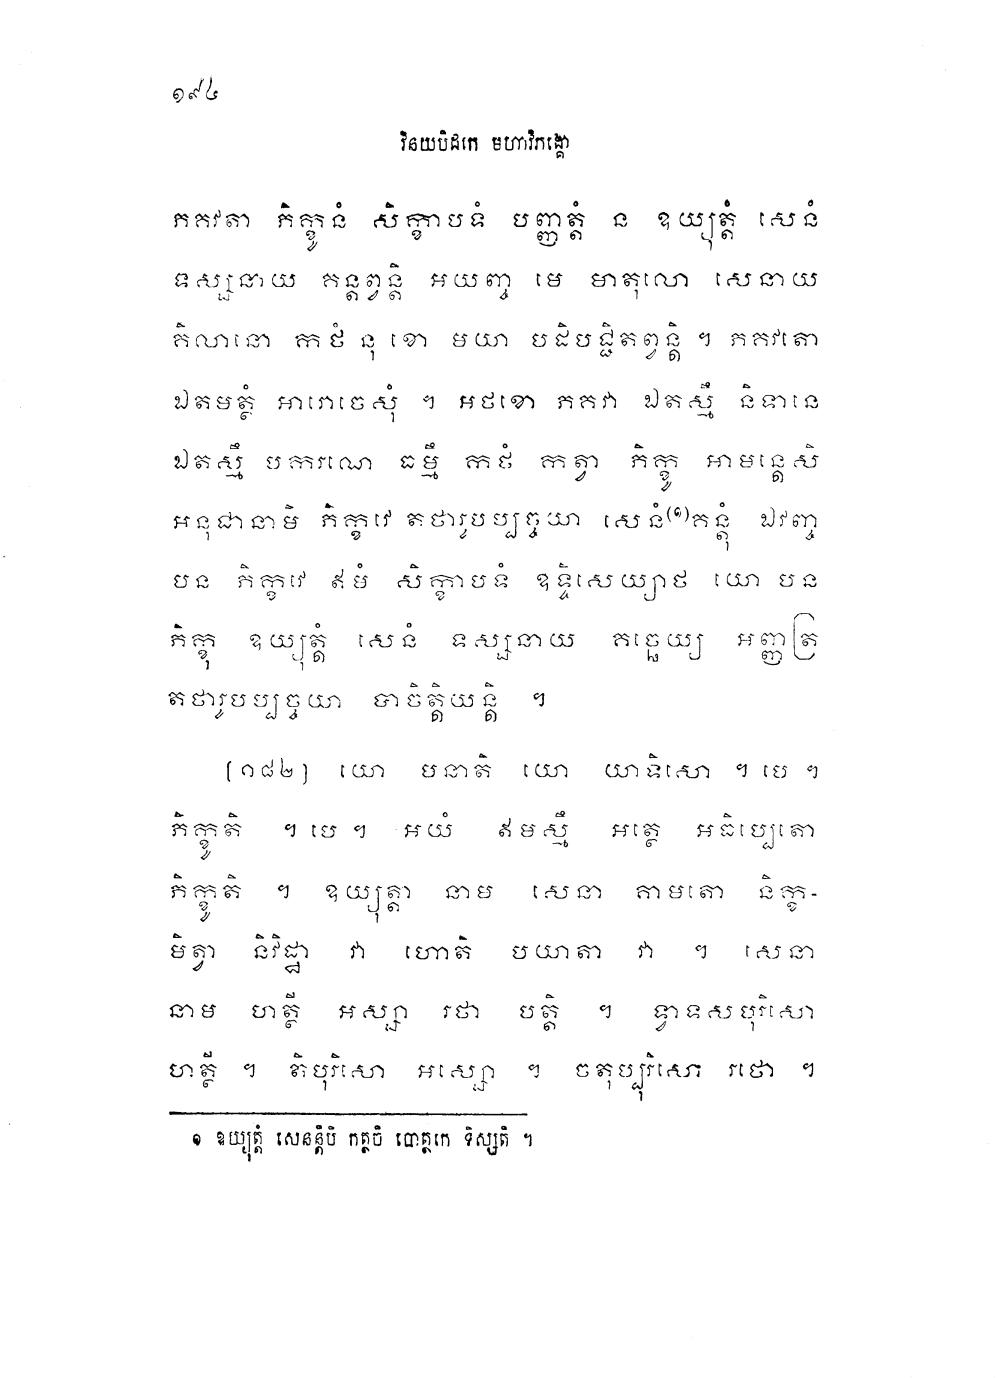 ១៩៤
វិនយបិដកេ មហាវិភង្គោ
ភគវតា ភិក្ខូនំ សិក្ខាបទំ បញ្ញត្តំ ន ឧយ្យុត្តំ សេនំ
ទស្សនាយ គន្តព្វន្តិ អយញ្ច មេ មាតុលោ សេនាយ
គិលានោ កថំ នុ ខោ មយា បដិបជ្ជិតព្វន្តិ ។ ភគវតោ
ឯតមត្ថំ អារោចេសុំ ។ អថខោ ភគវា ឯតស្មឹ និទានេ
ឯតស្មឹ បករណេ ធម្មឹ កថំ កត្វា ភិក្ខូ អាមន្តេសិ
អនុជានាមិ ភិក្ខវេ តថារូបប្បច្ចយា សេនំ(១)គន្តុំ ឯវញ្ច
បន ភិក្ខវេ ឥមំ សិក្ខាបទំ ឧទ្ទិសេយ្យាថ យោ បន
ភិក្ខុ ឧយ្យុត្តំ សេនំ ទស្សនាយ គច្ឆេយ្យ អញ្ញត្រ
តថារូបប្បច្ចយា បាចិត្តិយន្តិ ។
(១៨២) យោ បនាតិ យោ យាទិសោ ។ បេ ។
ភិក្ខូតិ ។ បេ ។ អយំ ឥមស្មឹ អត្ថេ អធិប្បេតោ
ភិក្ខូតិ ។ ឧយ្យុត្តា នាម សេនា គាមតោ និក្ខ-
មិត្វា និវិដ្ឋា វា ហោតិ បយាតា វា ។ សេនា
នាម ហត្ថី អស្សា រថា បត្តិ ។ ទ្វាទសបុរិសោ
ហត្ថី ។ តិបុរិសោ អស្សោ ។ ចតុប្បុរិសោ រថោ ។
១ ឧយ្យុត្តំ សេនន្តីបិ កត្ថចិ បោត្ថកេ ទិស្សតិ ។